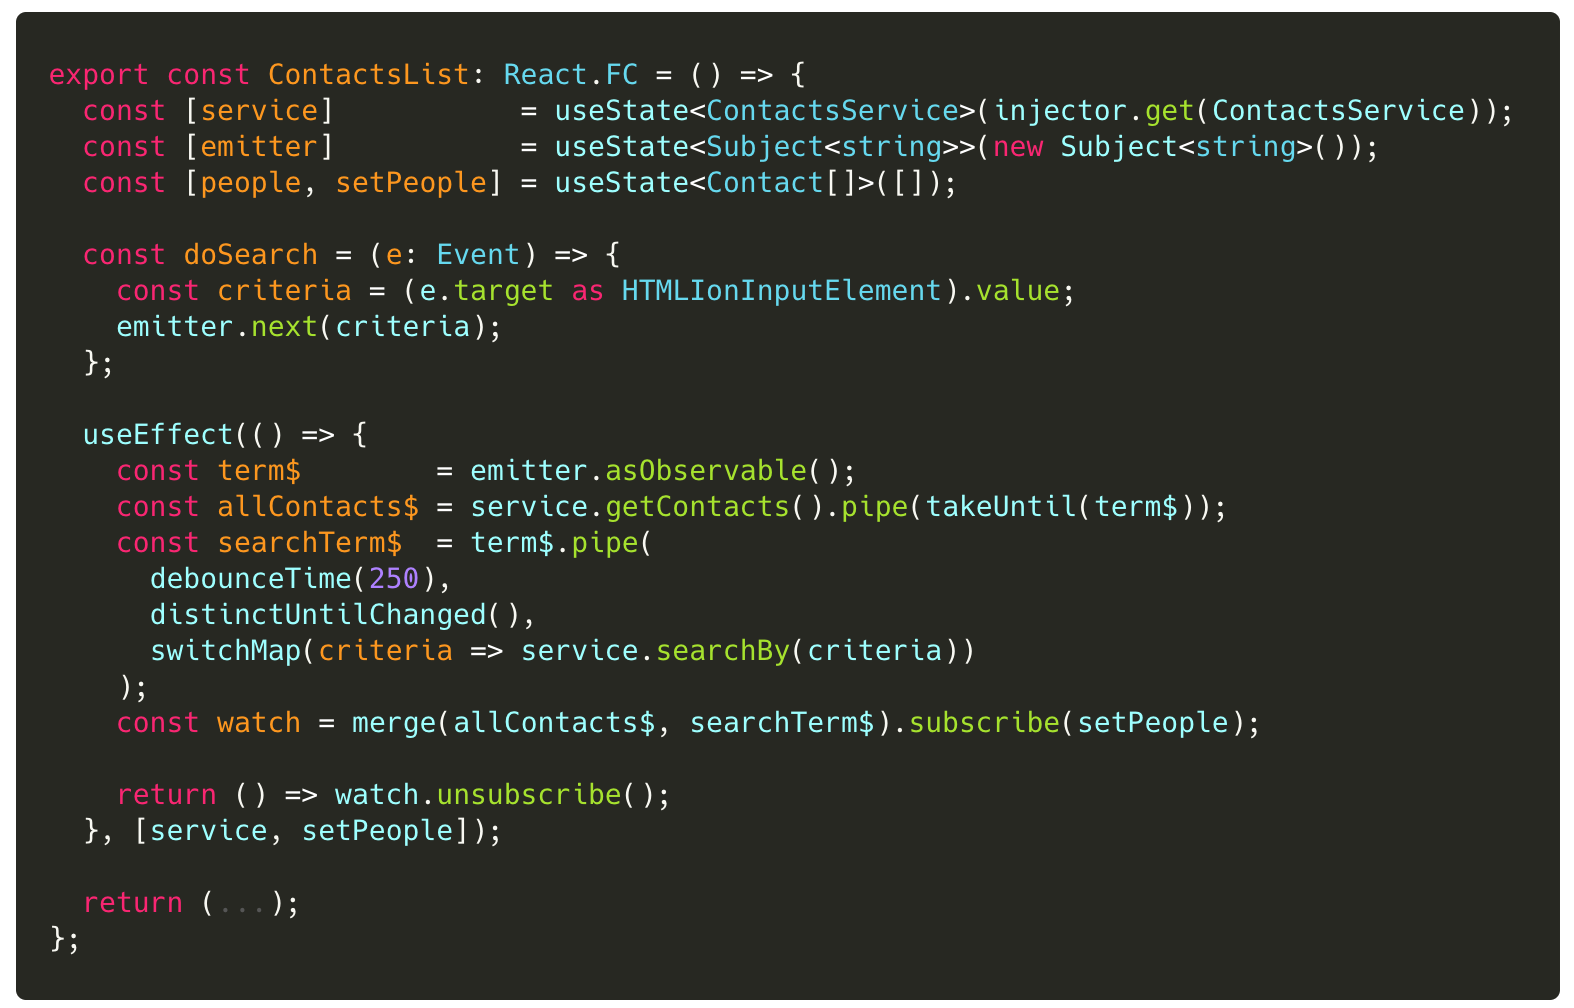 export const ContactsList: React.FC = () => {
  const [service]           = useState<ContactsService>(injector.get(ContactsService));
  const [emitter]           = useState<Subject<string>>(new Subject<string>());
  const [people, setPeople] = useState<Contact[]>([]);

  const doSearch = (e: Event) => {
    const criteria = (e.target as HTMLIonInputElement).value;
    emitter.next(criteria);
  };

  useEffect(() => {
    const term$        = emitter.asObservable();
    const allContacts$ = service.getContacts().pipe(takeUntil(term$));
    const searchTerm$  = term$.pipe(
      debounceTime(250),
      distinctUntilChanged(),
      switchMap(criteria => service.searchBy(criteria))
    );
    const watch = merge(allContacts$, searchTerm$).subscribe(setPeople);

    return () => watch.unsubscribe();
  }, [service, setPeople]);

  return (...);
};